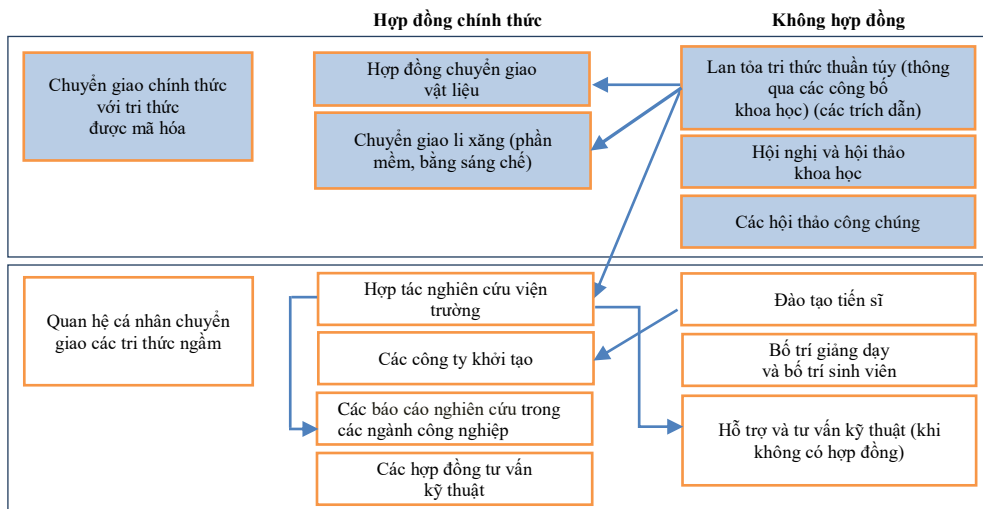 Hợp đồng chính thức
Không hợp đồng
Chuyển giao chính thức
với tri thức
được mã hóa
Hợp đồng chuyển giao
vật liệu
Chuyển giao li xăng (phần
mềm, bằng sáng chế)
Lan tỏa tri thức thuần túy (thông
qua các công bố
khoa học) (các trích dẫn)
Hội nghị và hội thảo
khoa học
Các hội thảo công chúng
Quan hệ cá nhân chuyển
giao các tri thức ngầm
Hợp tác nghiên cứu viện
trường
Các công ty khởi tạo
Các báo cáo nghiên cứu trong
các ngành công nghiệp
Các hợp đồng tư vấn
kỹ thuật
Đào tạo tiến sĩ
Bố trí giảng dạy
và bố trí sinh viên
Hỗ trợ và tư vấn kỹ thuật (khi
không có hợp đồng)